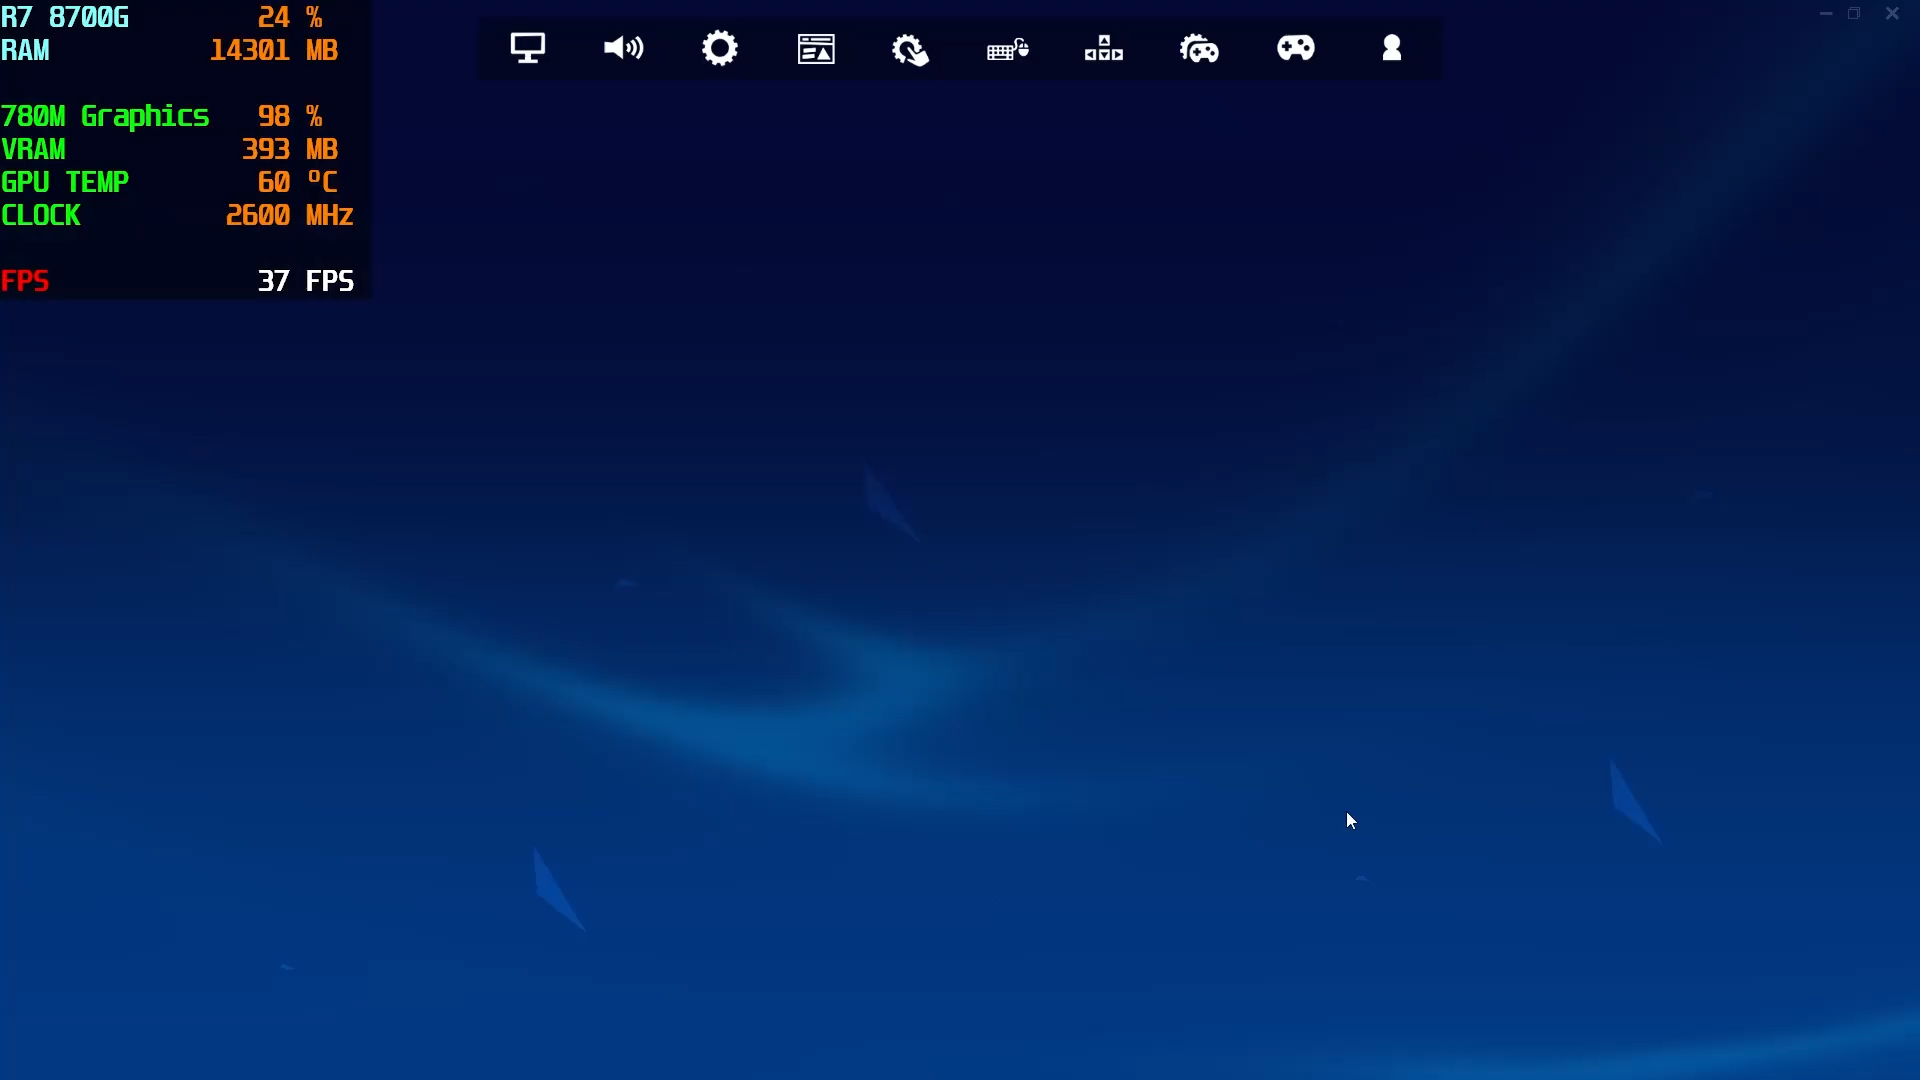 R7 8700G 24 %
RAM 14301 MB
780M Graphics 98 %
VRAM 393 MB
GPU TEMP 60 ºC
CLOCK 2600 MHz
FPS 37 FPS